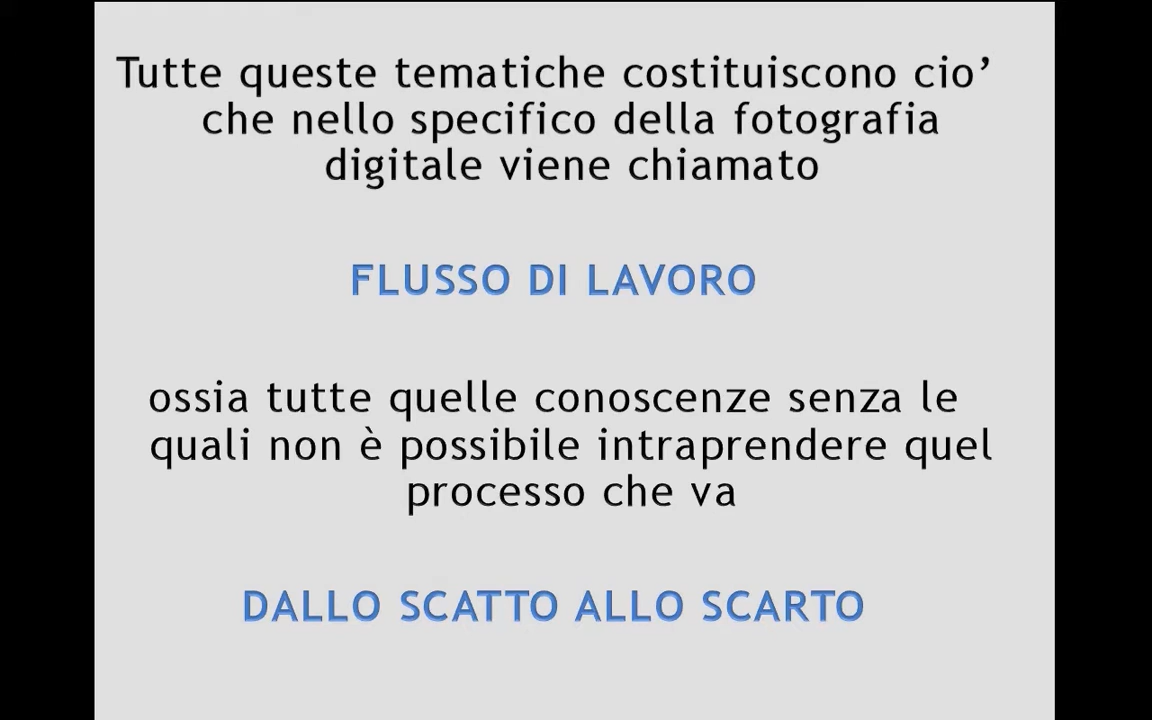 Tutte queste tematiche costituiscono cio’
che nello specifico della fotografia
digitale viene chiamato
FLUSSO DI LAVORO
ossia tutte quelle conoscenze senza le
quali non è possibile intraprendere quel
processo che va
DALLO SCATTO ALLO SCARTO